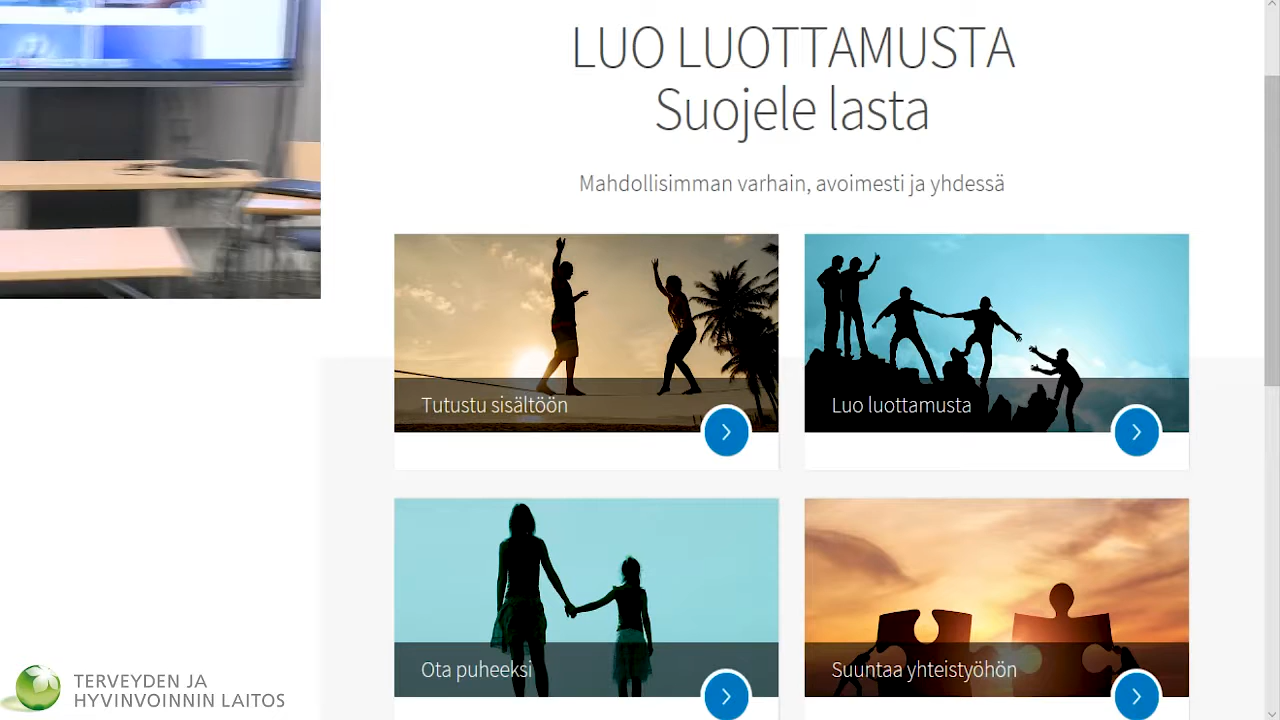 LUO LUOTTAMUSTA
Suojele lasta
Mahdollisimman varhain, avoimesti ja yhdessä
Tutustu sisältöön
Luo luottamusta
Ota puheeksi
Suuntaa yhteistyöhön
TERVEYDEN JA
HYVINVOINNIN LAITOS